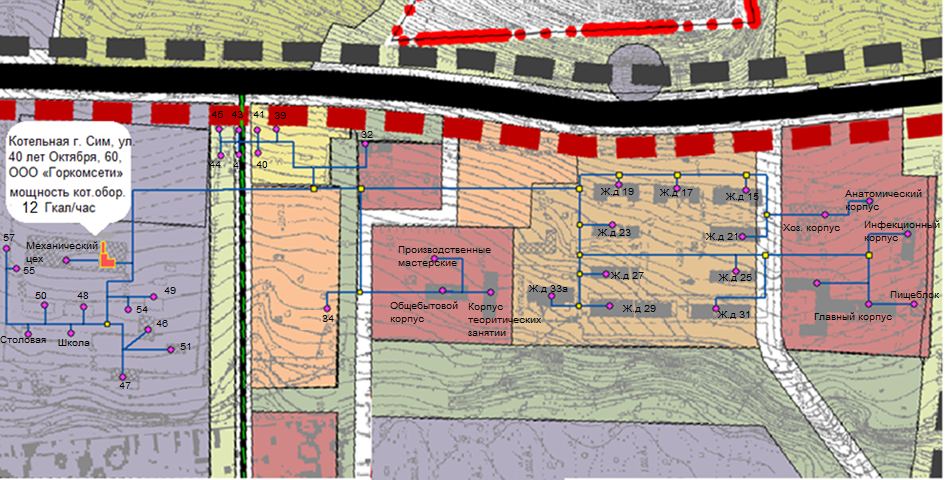 46 43 41 39
44 40
32
Котельная г. Сим, ул.
40 лет Октября, 60,
ООО «Горкомсети»
мощность кот.обор.
12 Гкал/час
Ж.д 19
Ж.д 17
Ж.д 15
Анатомический
корпус
Хоз. корпус
Инфекционный
корпус
Ж.д 23
Ж.д 21
57
Механический
цех
55
Производственные
мастерские
Ж.д 27
Ж.д 25
Ж.д 33а
50
48
49
54
Общебытовой
корпус
Корпус
теоритических
занятии
Ж.д 29
Ж.д 31
Пищеблок
Главный корпус
34
46
Столовая
Школа
51
47